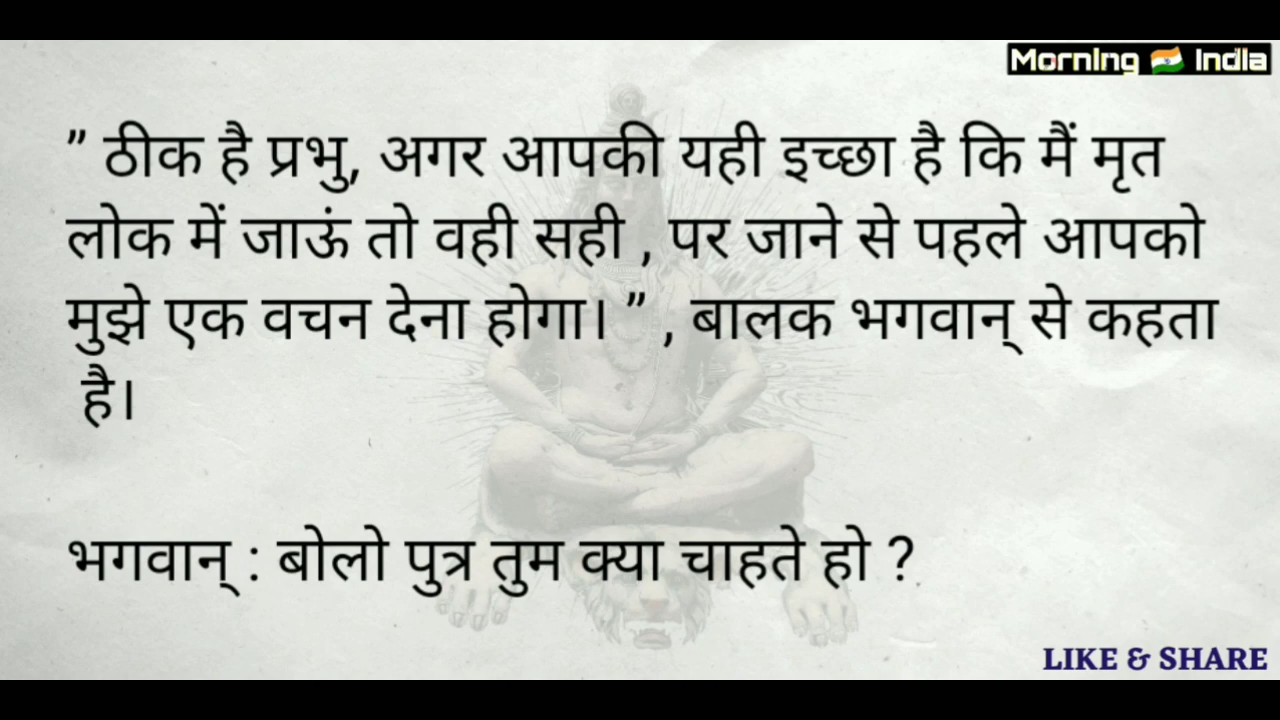 Morning 🇮🇳 India
” ठीक है प्रभु, अगर आपकी यही इच्छा है कि मैं मृत
लोक में जाऊं तो वही सही , पर जाने से पहले आपको
मुझे एक वचन देना होगा। ” , बालक भगवान् से कहता
है।
भगवान् : बोलो पुत्र तुम क्या चाहते हो ?
LIKE & SHARE